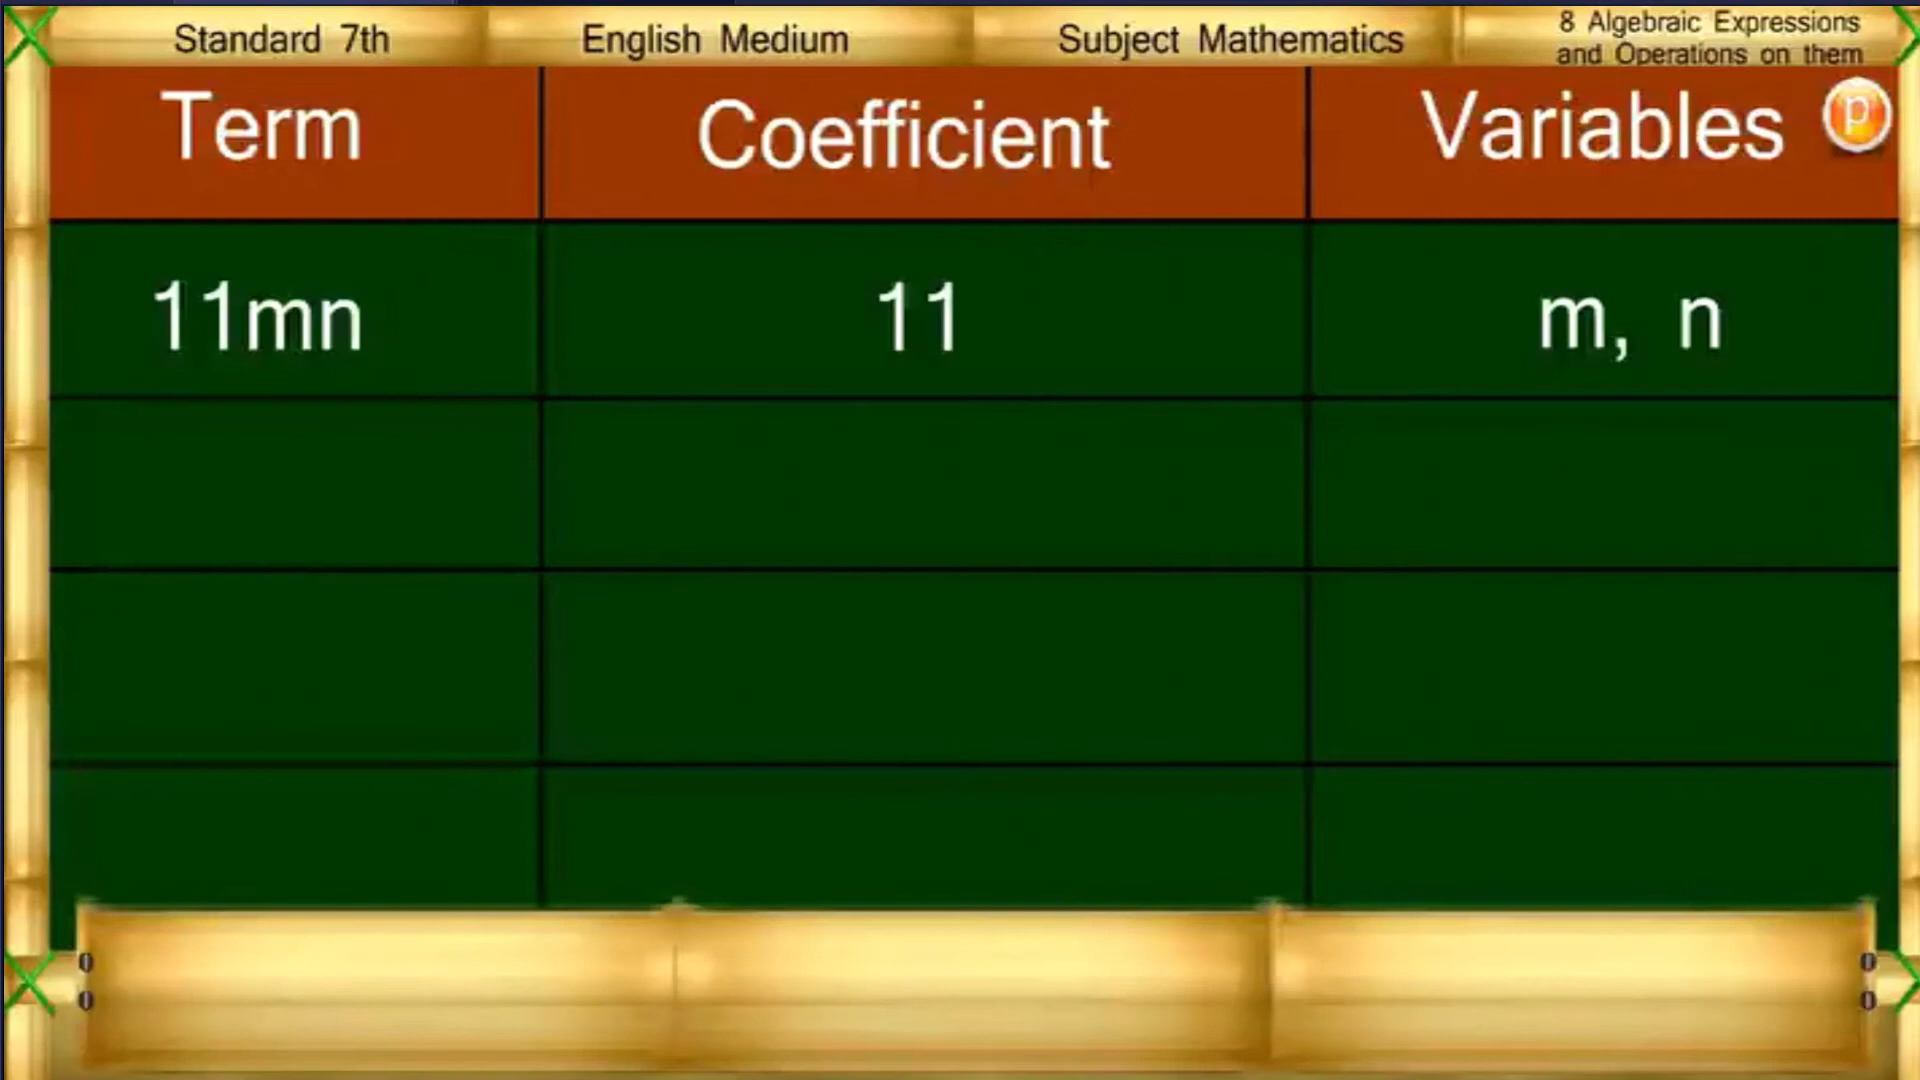 Standard 7th English Medium Subject Mathematics 8 Algebraic Expressions
and Operations on them
Term Coefficient Variables p
11mn 11 m, n